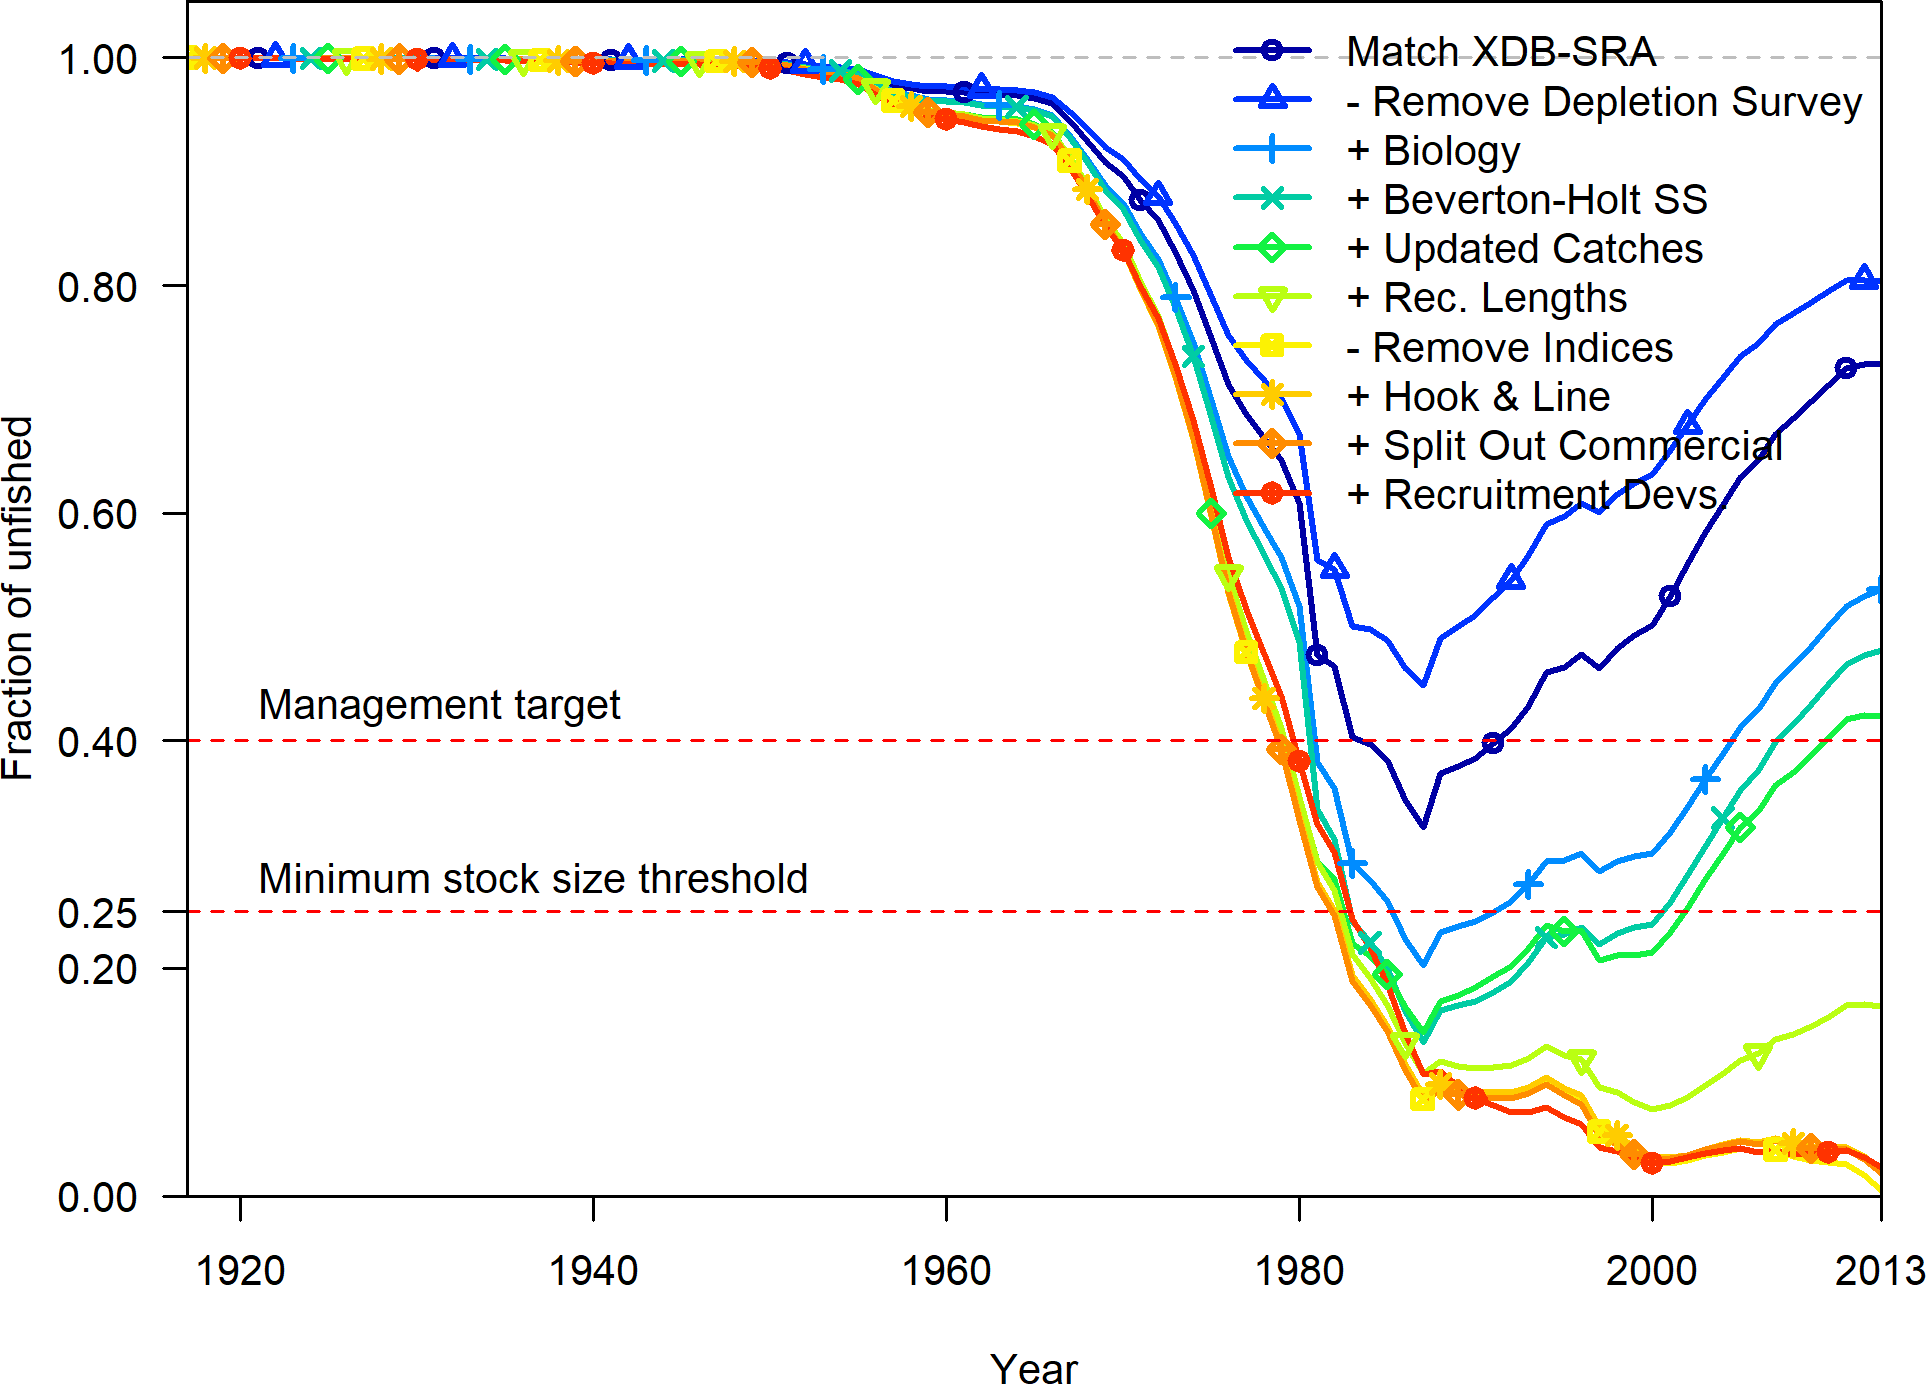 1.00
0.80
0.60
0.40
0.25
0.20
0.00
Fraction of unfished
Match XDB-SRA
- Remove Depletion Survey
+ Biology
+ Beverton-Holt SS
+ Updated Catches
+ Rec. Lengths
- Remove Indices
+ Hook & Line
+ Split Out Commercial
+ Recruitment Devs.
Management target
Minimum stock size threshold
1920
1940
1960
1980
2000
2013
Year